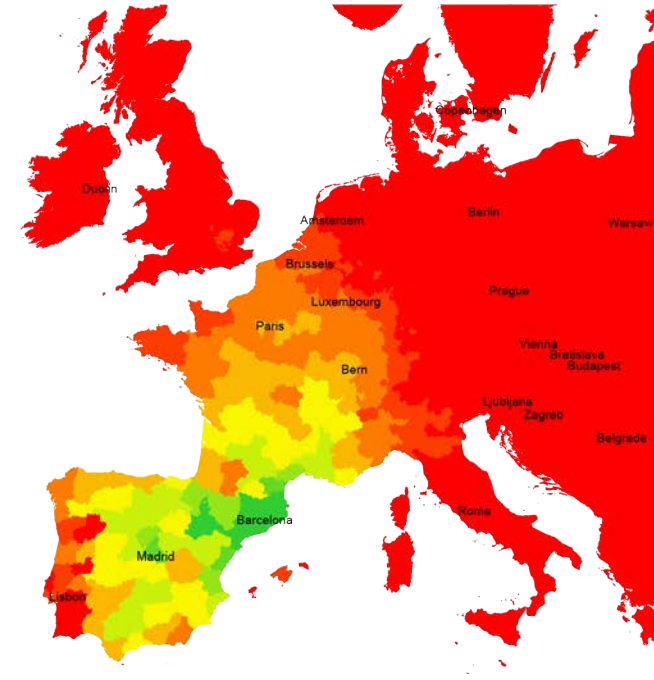 Copenhagen
Dublin
Berlin
Amsterdam
Warsaw
Brussels
Prague
Luxembourg
Paris
Vienna
Bratislava
Budapest
Bern
Ljubljana
Zagreb
Belgrade
Rome
Barcelona
Madrid
Lisbon